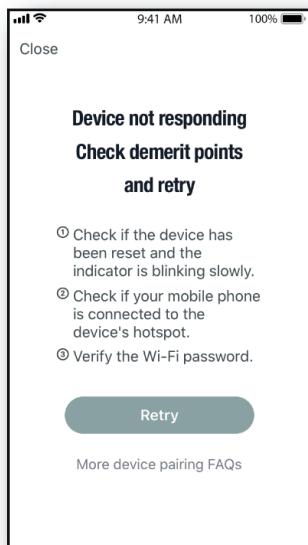 9:41 AM 100%
Close
Device not responding
Check demerit points
and retry
① Check if the device has
been reset and the
indicator is blinking slowly.
② Check if your mobile phone
is connected to the
device's hotspot.
③ Verify the Wi-Fi password.
Retry
More device pairing FAQs